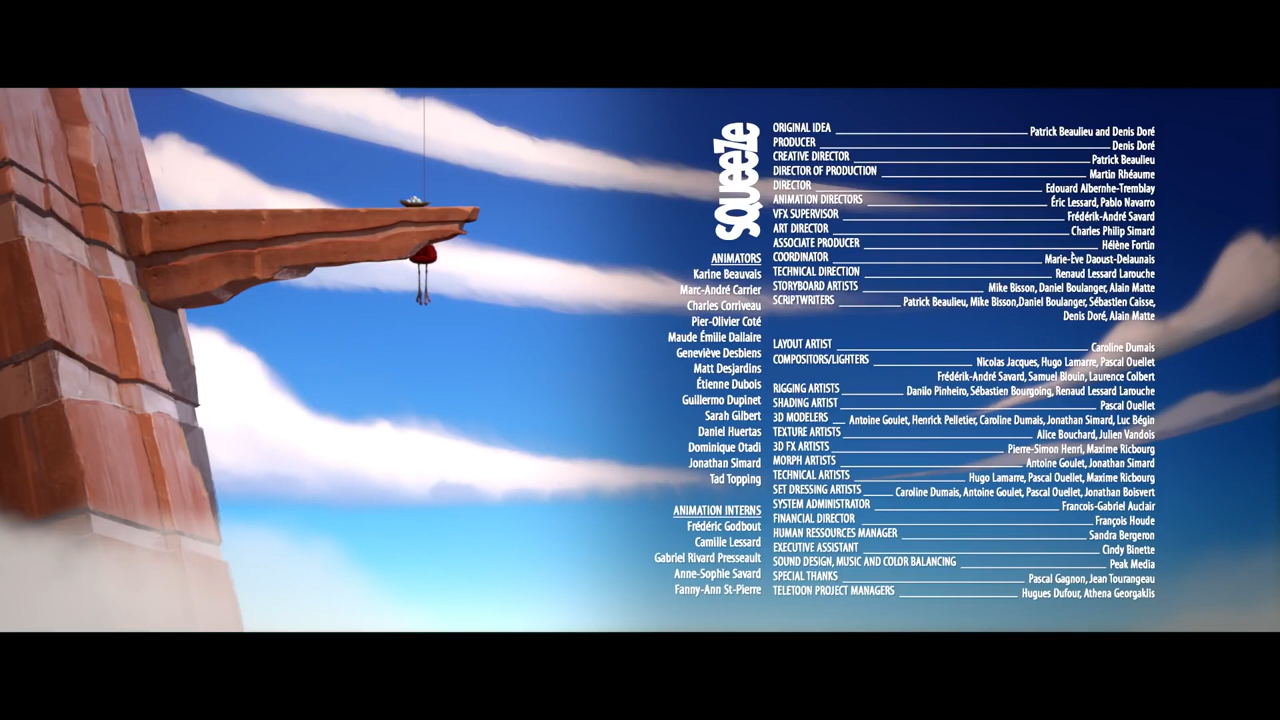 squeeze
ANIMATORS
Karine Beauvais
Marc-André Carrier
Charles Corriveau
Pier-Olivier Coté
Maude Émilie Dallaire
Geneviève Desbiens
Matt Desjardins
Étienne Dubois
Guillermo Dupinet
Sarah Gilbert
Daniel Huertas
Dominique Otadi
Jonathan Simard
Tad Topping
ANIMATION INTERNS
Frédéric Godbout
Camille Lessard
Gabriel Rivard Presseault
Anne-Sophie Savard
Fanny-Ann St-Pierre
ORIGINAL IDEA Patrick Beaulieu and Denis Doré
PRODUCER Denis Doré
CREATIVE DIRECTOR Patrick Beaulieu
DIRECTOR OF PRODUCTION Martin Rhéaume
DIRECTOR Edouard Albernhe-Tremblay
ANIMATION DIRECTORS Éric Lessard, Pablo Navarro
VFX SUPERVISOR Frédérik-André Savard
ART DIRECTOR Charles Philip Simard
ASSOCIATE PRODUCER Hélène Fortin
COORDINATOR Marie-Ève Daoust-Delaunais
TECHNICAL DIRECTION Renaud Lessard Larouche
STORYBOARD ARTISTS Mike Bisson, Daniel Boulanger, Alain Matte
SCRIPTWRITERS Patrick Beaulieu, Mike Bisson,Daniel Boulanger, Sébastien Caisse,
Denis Doré, Alain Matte
LAYOUT ARTIST Caroline Dumais
COMPOSITORS/LIGHTERS Nicolas Jacques, Hugo Lamarre, Pascal Ouellet
Frédérik-André Savard, Samuel Blouin, Laurence Colbert
RIGGING ARTISTS Danilo Pinheiro, Sébastien Bourgoing, Renaud Lessard Larouche
SHADING ARTIST Pascal Ouellet
3D MODELERS Antoine Goulet, Henrick Pelletier, Caroline Dumais, Jonathan Simard, Luc Bégin
TEXTURE ARTISTS Alice Bouchard, Julien Vandois
3D FX ARTISTS Pierre-Simon Henri, Maxime Ricbourg
MORPH ARTISTS Antoine Goulet, Jonathan Simard
TECHNICAL ARTISTS Hugo Lamarre, Pascal Ouellet, Maxime Ricbourg
SET DRESSING ARTISTS Caroline Dumais, Antoine Goulet, Pascal Ouellet, Jonathan Boisvert
SYSTEM ADMINISTRATOR Francois-Gabriel Auclair
FINANCIAL DIRECTOR François Houde
HUMAN RESSOURCES MANAGER Sandra Bergeron
EXECUTIVE ASSISTANT Cindy Binette
SOUND DESIGN, MUSIC AND COLOR BALANCING Peak Media
SPECIAL THANKS Pascal Gagnon, Jean Tourangeau
TELETOON PROJECT MANAGERS Hugues Dufour, Athena Georgaklis